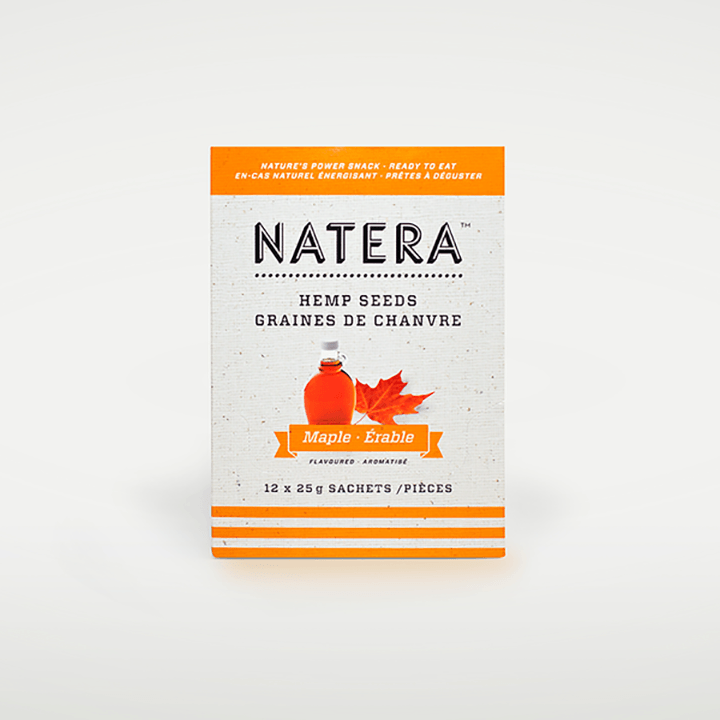 NATURE'S POWER SNACK · READY TO EAT
EN-CAS NATUREL ÉNERGISANT · PRÊTES À DÉGUSTER
NATERA™
HEMP SEEDS
GRAINES DE CHANVRE
Maple · Érable
FLAVOURED · AROMATISÉ
12 x 25g SACHETS /PIÈCES